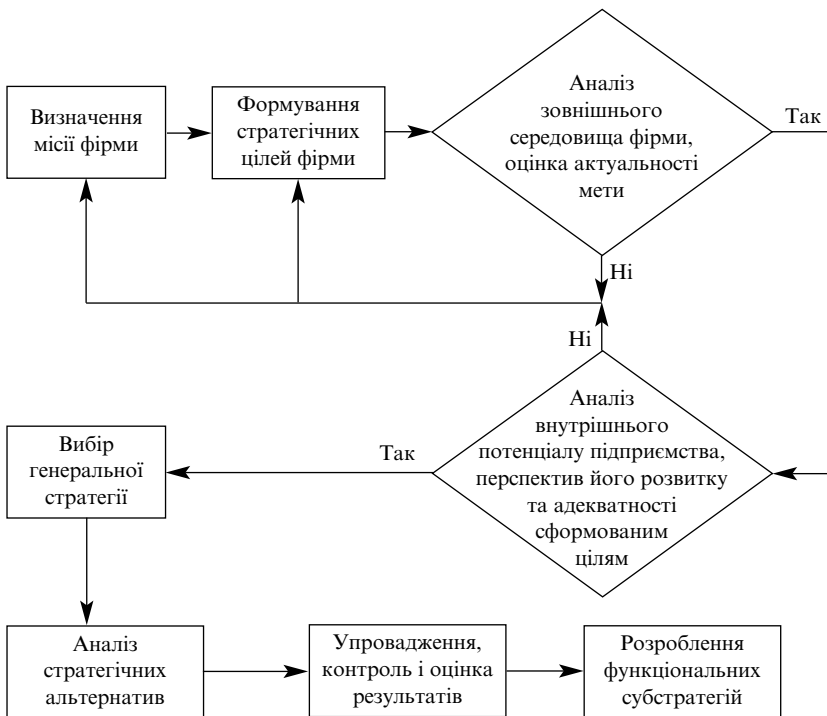 Визначення
місії фірми
Формування
стратегічних
цілей фірми
Аналіз
зовнішнього
середовища фірми,
оцінка актуальності
мети
Так
Ні
Ні
Аналіз
внутрішнього
потенціалу підприємства,
перспектив його розвитку
та адекватності
сформованим
цілям
Так
Вибір
генеральної
стратегії
Аналіз
стратегічних
альтернатив
Упровадження,
контроль і оцінка
результатів
Розроблення
функціональних
субстратегій